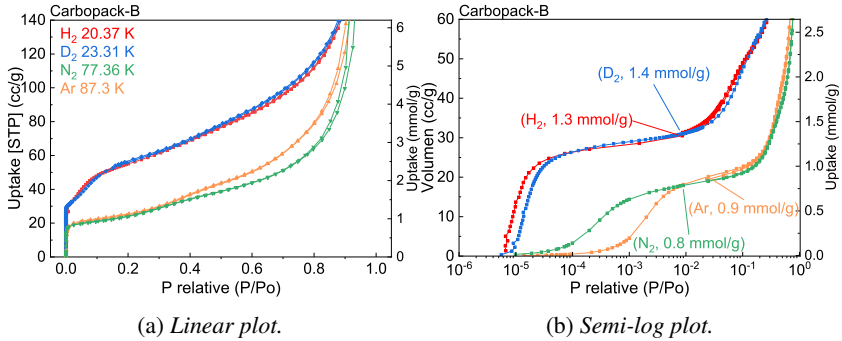 Carbopack-B
140
120
100
80
60
40
20
0
Uptake [STP] (cc/g)
H₂ 20.37 K
D₂ 23.31 K
N₂ 77.36 K
Ar 87.3 K
6
5
4
3
2
1
0
Uptake (mmol/g)
0.0 0.2 0.4 0.6 0.8 1.0
P relative (P/Po)
(a) Linear plot.
Carbopack-B
60
50
40
30
20
10
0
Volumen (cc/g)
(D₂, 1.4 mmol/g)
(H₂, 1.3 mmol/g)
(Ar, 0.9 mmol/g)
(N₂, 0.8 mmol/g)
2.5
2.0
1.5
1.0
0.5
0.0
Uptake (mmol/g)
10⁻⁶ 10⁻⁵ 10⁻⁴ 10⁻³ 10⁻² 10⁻¹ 10⁰
P relative (P/Po)
(b) Semi-log plot.